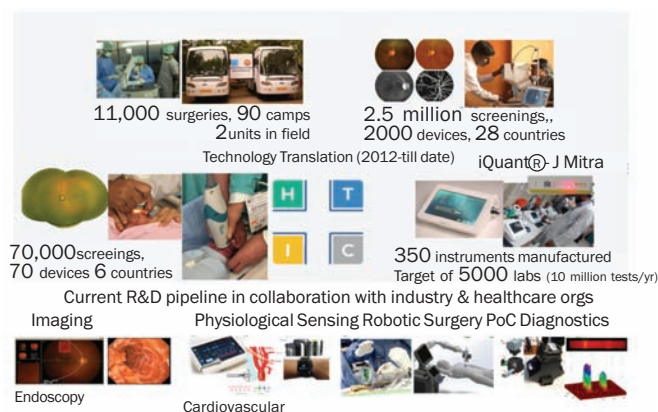 11,000 surgeries, 90 camps
2units in field
2.5 million screenings,,
2000 devices, 28 countries
Technology Translation (2012-till date)
iQuant®- J Mitra
H T
I C
70,000screeings,
70 devices 6 countries
350 instruments manufactured
Target of 5000 labs (10 million tests/yr)
Current R&D pipeline in collaboration with industry & healthcare orgs
Imaging
Physiological Sensing Robotic Surgery PoC Diagnostics
Endoscopy
Cardiovascular